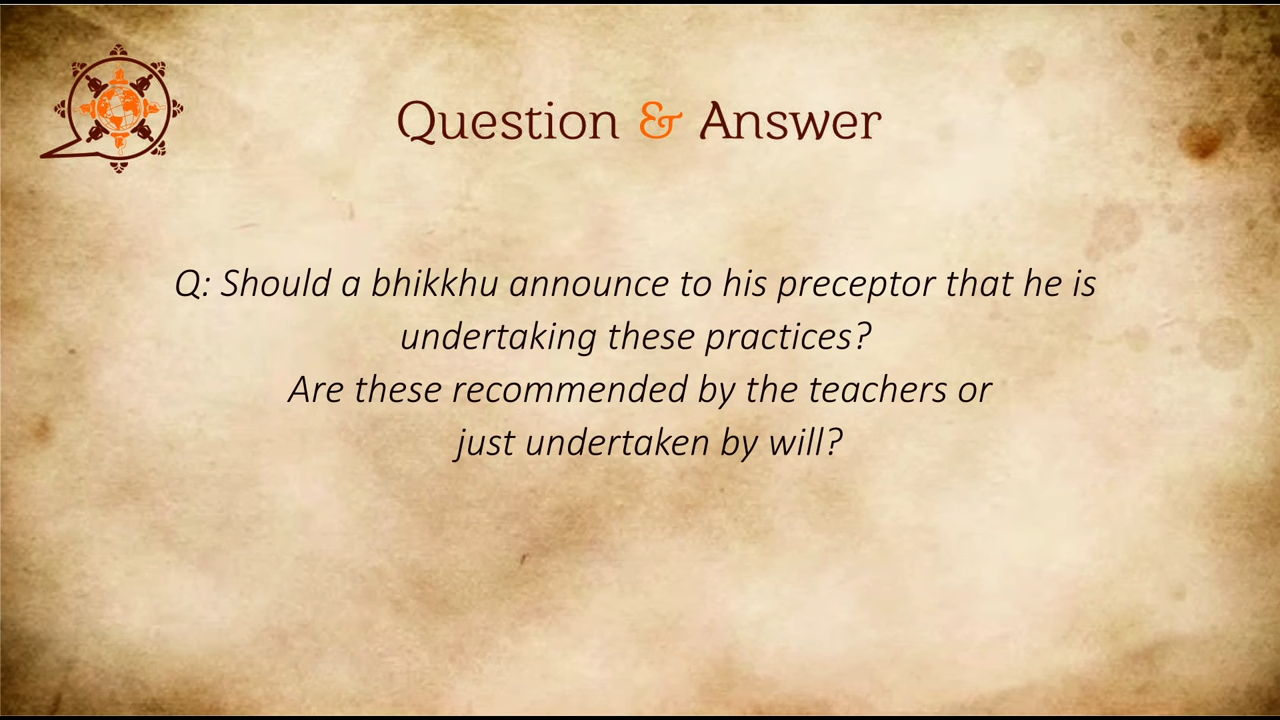 Question & Answer
Q: Should a bhikkhu announce to his preceptor that he is
undertaking these practices?
Are these recommended by the teachers or
just undertaken by will?